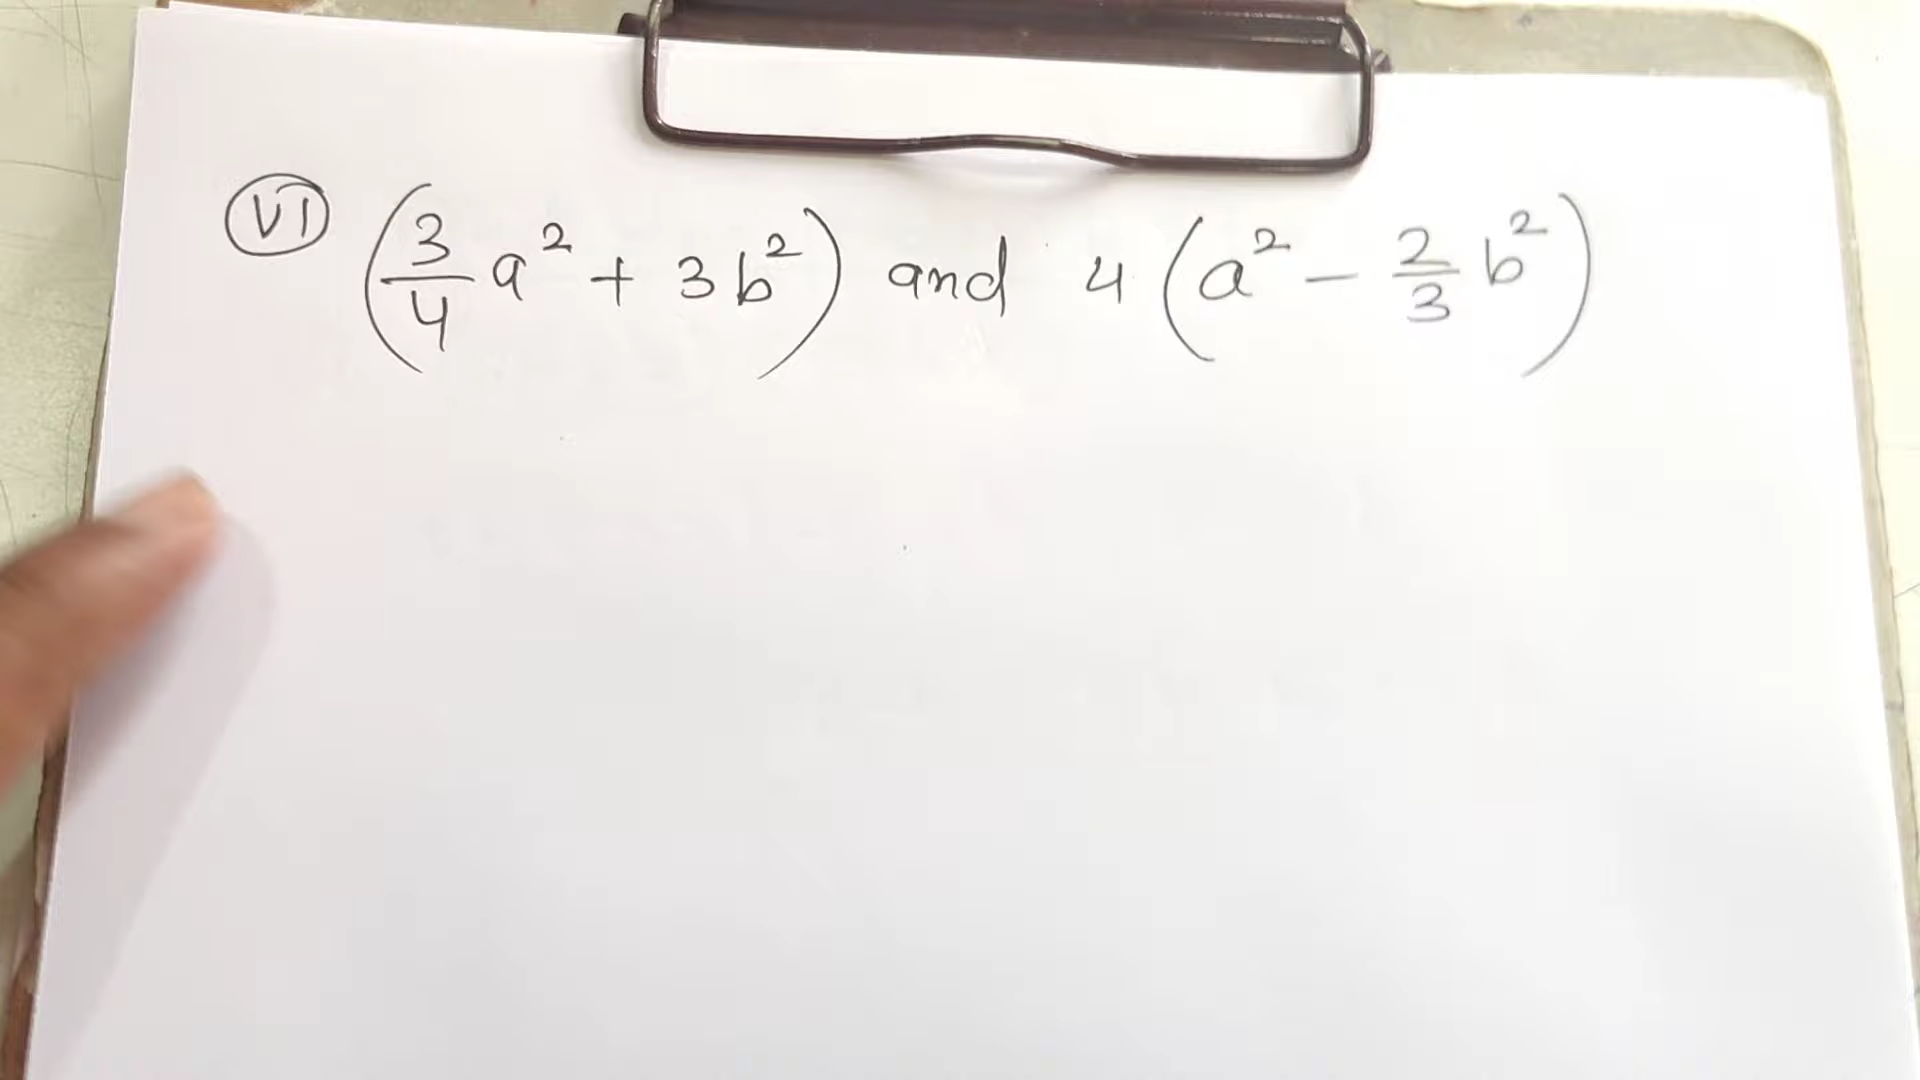 (VI) (3/4 a² + 3b²) and 4(a² − 2/3 b²)